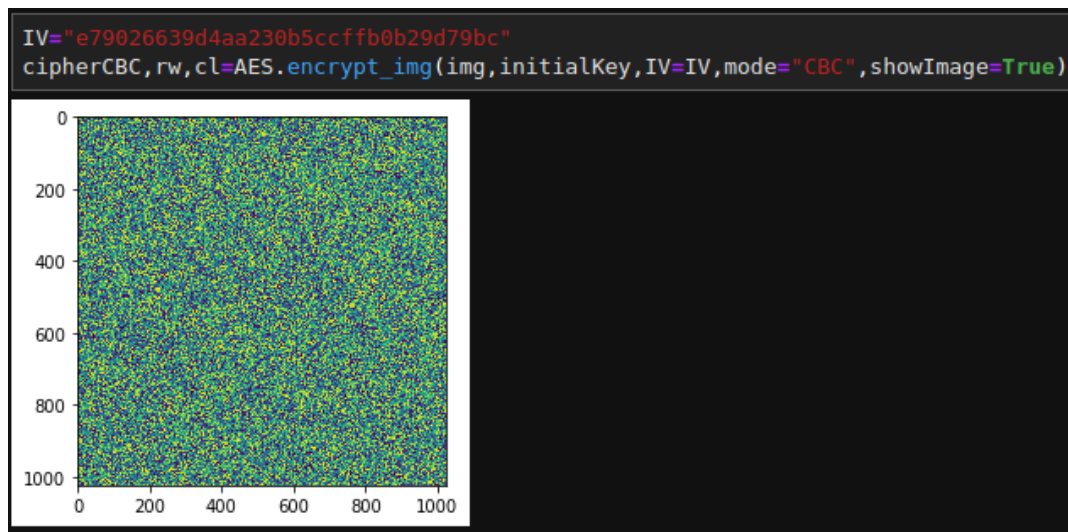 IV="e79026639d4aa230b5ccffb0b29d79bc"
cipherCBC,rw,cl=AES.encrypt_img(img,initialKey,IV=IV,mode="CBC",showImage=True)
0
200
400
600
800
1000
0 200 400 600 800 1000